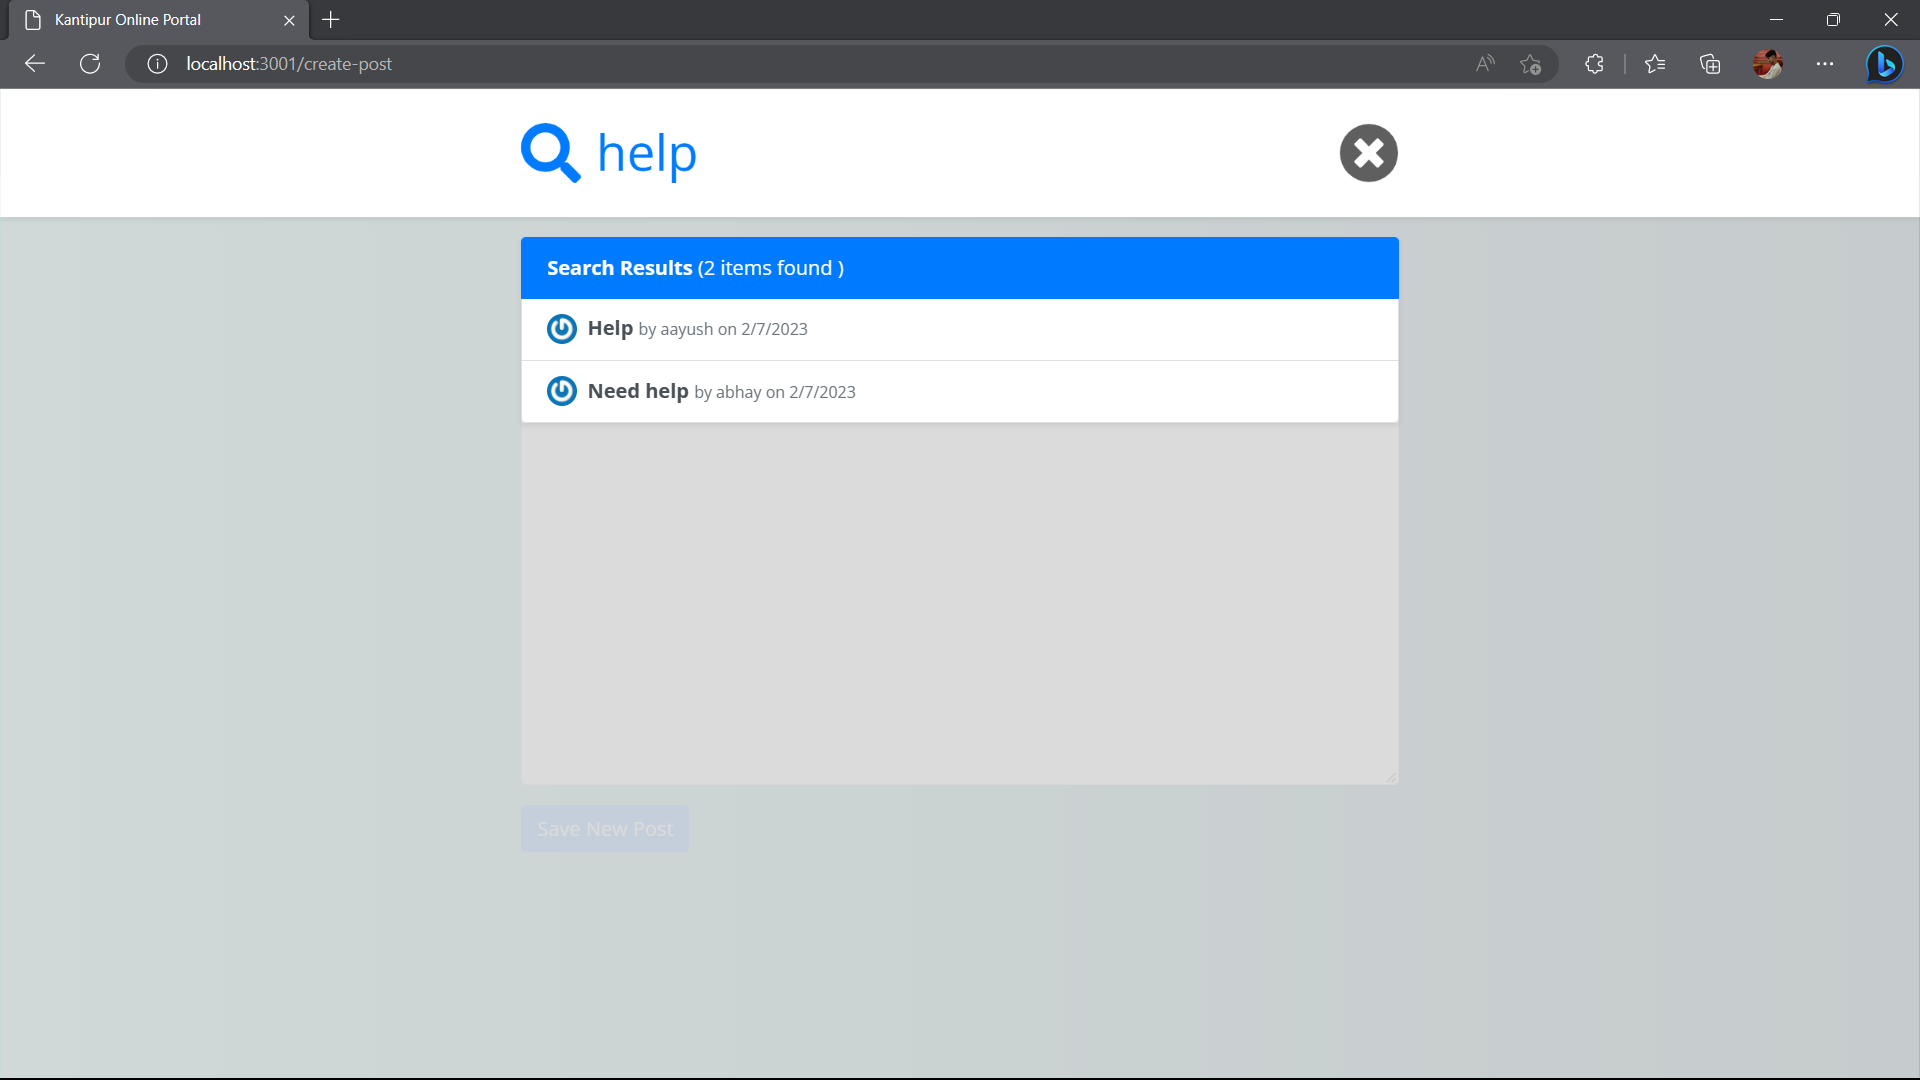 Kantipur Online Portal
localhost:3001/create-post
help
Search Results (2 items found )
Help by aayush on 2/7/2023
Need help by abhay on 2/7/2023
Save New Post